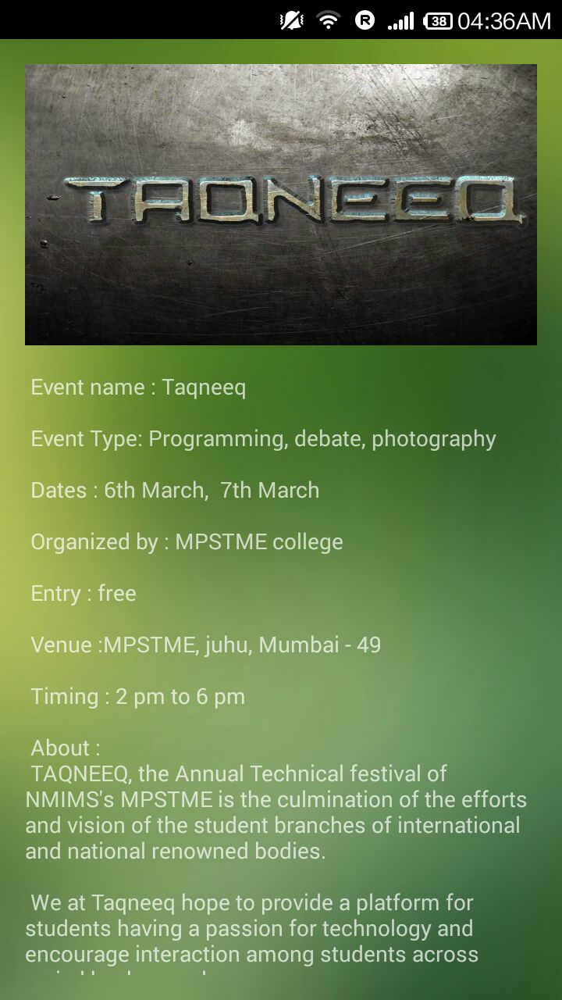 38 04:36AM
TAQNEEQ
Event name : Taqneeq
Event Type: Programming, debate, photography
Dates : 6th March,  7th March
Organized by : MPSTME college
Entry : free
Venue :MPSTME, juhu, Mumbai - 49
Timing : 2 pm to 6 pm
About :
TAQNEEQ, the Annual Technical festival of
NMIMS's MPSTME is the culmination of the efforts
and vision of the student branches of international
and national renowned bodies.
We at Taqneeq hope to provide a platform for
students having a passion for technology and
encourage interaction among students across